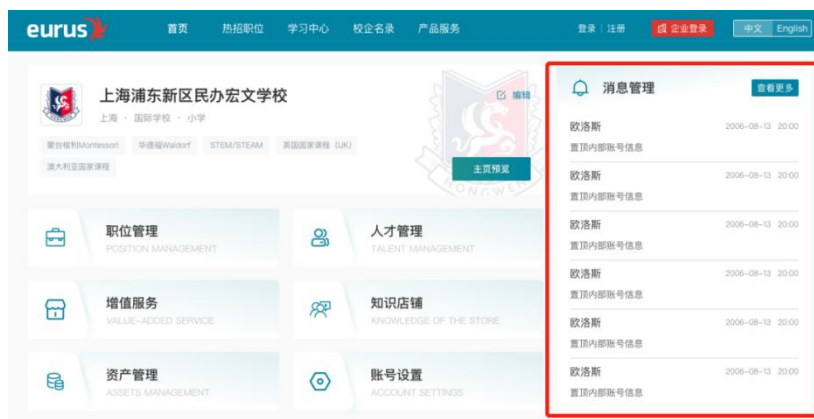 eurus 首页 热招职位 学习中心 校企名录 产品服务 登录 | 注册 企业登录 中文 English
上海浦东新区民办宏文学校 编辑
上海 · 国际学校 · 小学
蒙台梭利Montessori 华德福Waldorf STEM/STEAM 英国国家课程（UK）
澳大利亚国家课程
主页预览
HONGWEN
职位管理
POSITION MANAGEMENT
人才管理
TALENT MANAGEMENT
增值服务
VALUE-ADDED SERVICE
知识店铺
KNOWLEDGE OF THE STORE
资产管理
ASSETS MANAGEMENT
账号设置
ACCOUNT SETTINGS
消息管理 查看更多
欧洛斯 2006-08-13 20:00
置顶内部账号信息
欧洛斯 2006-08-13 20:00
置顶内部账号信息
欧洛斯 2006-08-13 20:00
置顶内部账号信息
欧洛斯 2006-08-13 20:00
置顶内部账号信息
欧洛斯 2006-08-13 20:00
置顶内部账号信息
欧洛斯 2006-08-13 20:00
置顶内部账号信息